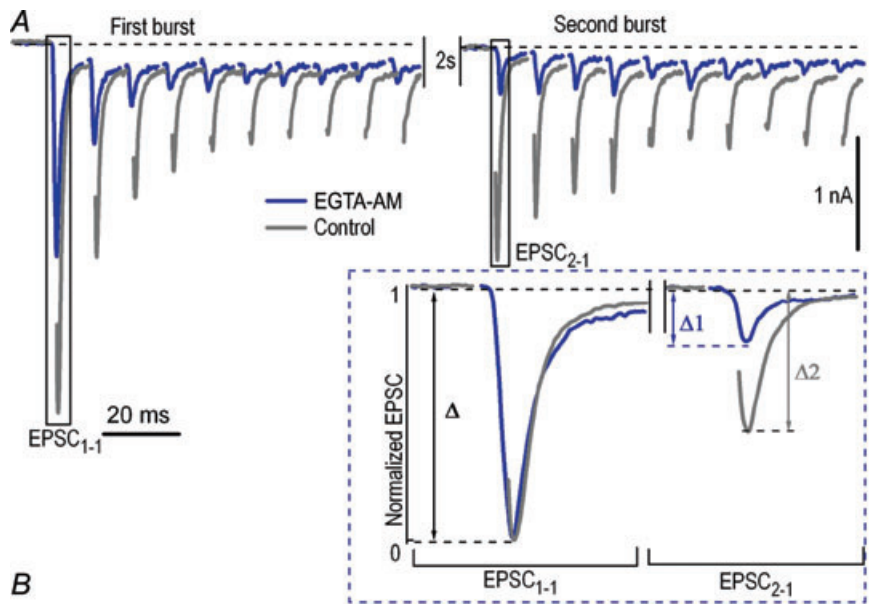 A
First burst
Second burst
2s
EGTA-AM
Control
1 nA
EPSC2-1
EPSC1-1
20 ms
1
Δ1
Δ2
Δ
Normalized EPSC
0
EPSC1-1
EPSC2-1
B